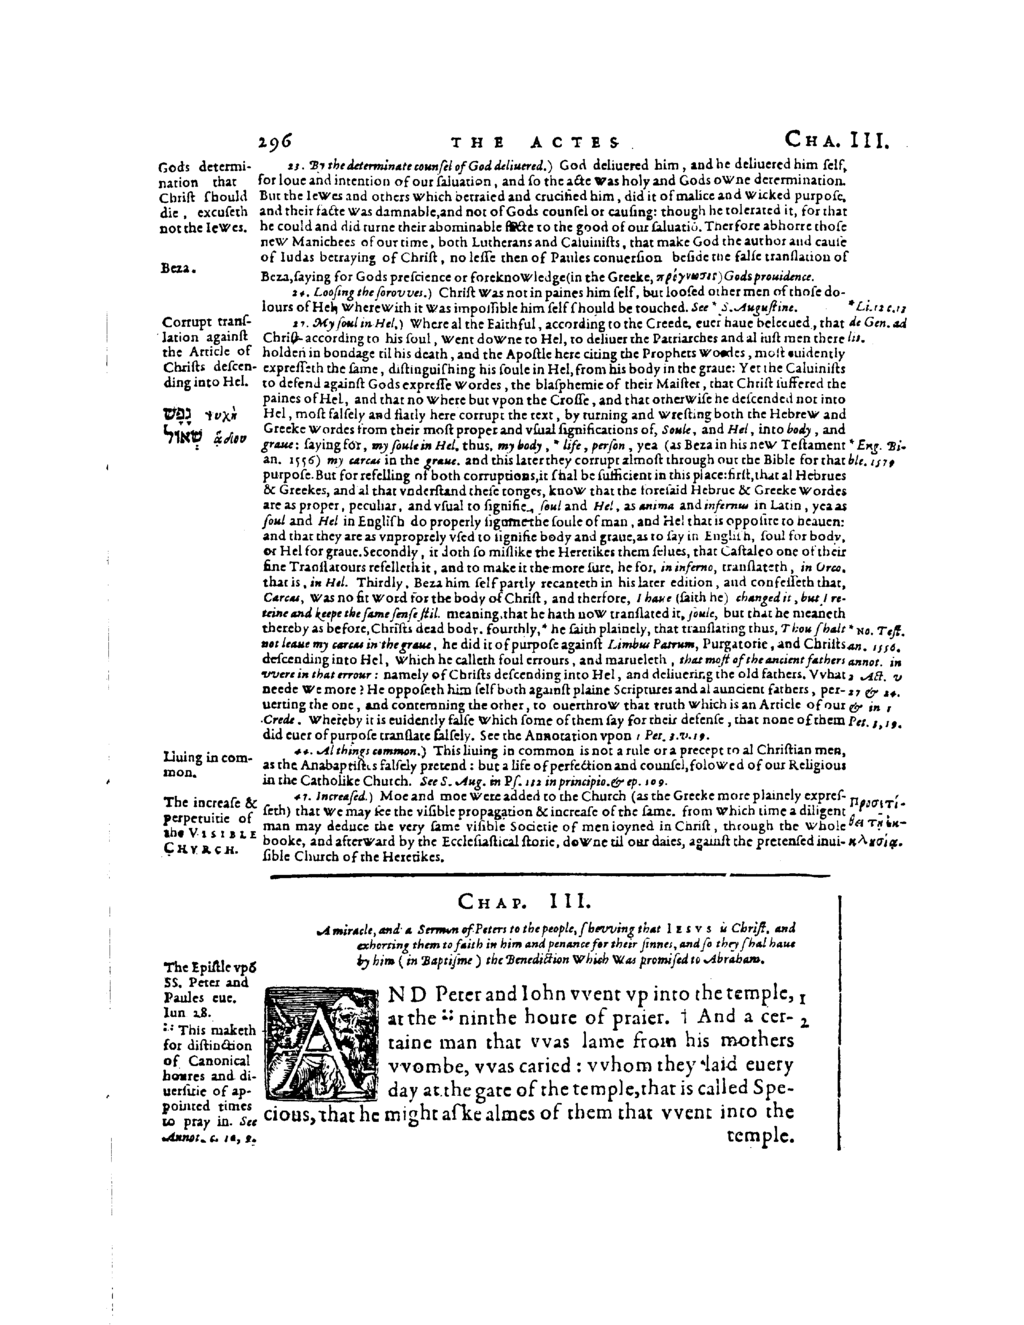 296 THE ACTES CHA. III.
Gods determi-
nation that
Chriſt ſhould
die, excuſeth
not the Iewes.
23. By the determinate counſel of God deliuered.) God deliuered him, and he deliuered him ſelf,
for loue and intention of our ſaluation, and ſo the acte was holy and Gods owne determination.
But the Iewes and others which betraied and crucified him, did it of malice and wicked purpoſe,
and their facte was damnable, and not of Gods counſel or cauſing: though he tolerated it, for that
he could and did turne their abominable facte to the good of our ſaluatiõ. Therfore abhorre thoſe
new Manichees of our time, both Lutherans and Caluiniſts, that make God the author and cauſe
of Iudas betraying of Chriſt, no leſſe then of Paules conuerſion beſide the falſe tranſlation of
Beza.
Beza, ſaying for Gods preſcience or foreknowledge (in the Greeke, πρόγνωσις) Gods prouidence.
24. Looſing the ſorovves.) Chriſt was not in paines him ſelf, but looſed other men of thoſe do-
lours of Hel, wherewith it was impoſſible him ſelf ſhould be touched. See * S. Auguſtine.
* Li. 12 c. 13
de Gen. ad
lit.
Corrupt tranſ-
lation againſt
the Article of
Chriſts deſcen-
ding into Hel.
נפש ψυχὴ
שאול ᾅδου
27. My ſoul in Hel.) Where al the Faithful, according to the Creede, euer haue beleeued, that
Chriſt according to his ſoul, went downe to Hel, to deliuer the Patriarches and al iuſt men there
holden in bondage til his death, and the Apoſtle here citing the Prophets wordes, moſt euidently
expreſſeth the ſame, diſtinguiſhing his ſoule in Hel, from his body in the graue: Yet the Caluiniſts
to defend againſt Gods expreſſe wordes, the blaſphemie of their Maiſter, that Chriſt ſuffered the
paines of Hel, and that no where but vpon the Croſſe, and that otherwiſe he deſcended not into
Hel, moſt falſely and flatly here corrupt the text, by turning and wreſting both the Hebrew and
Greeke wordes from their moſt proper and vſual ſignifications of, Soule, and Hel, into body, and
graue: ſaying for, my ſoule in Hel, thus, my body, * life, perſon, yea (as Beza in his new Teſtament
* Eng. Bi-
ble. 1579
an. 1556) my carcas in the graue. and this later they corrupt almoſt through out the Bible for that
purpoſe. But for refelling of both corruptions, it ſhal be ſufficient in this place: firſt, that al Hebrues
& Greekes, and al that vnderſtand theſe tonges, know that the foreſaid Hebrue & Greeke wordes
are as proper, peculiar, and vſual to ſignifie, ſoul and Hel, as anima and infernus in Latin, yea as
ſoul and Hel in Engliſh do properly ſignifie the ſoule of man, and Hel that is oppoſite to heauen:
and that they are as vnproprely vſed to ſignifie body and graue, as to ſay in Engliſh, ſoul for body,
or Hel for graue. Secondly, it doth ſo miſlike the Heretikes them ſelues, that Caſtaleo one of their
fine Tranſlatours refelleth it, and to make it the more ſure, he for, in inferno, tranſlateth, in Orco,
that is, in Hel. Thirdly, Beza him ſelf partly recanteth in his later edition, and confeſſeth that,
Carcas, was no fit word for the body of Chriſt, and therfore, I haue (ſaith he) changed it, but I re-
teine and keepe the ſame ſenſe ſtil. meaning, that he hath now tranſlated it, ſoule, but that he meaneth
thereby as before, Chriſts dead body. fourthly, * he ſaith plainely, that tranſlating thus, Thou ſhalt
* No. Teſt.
an. 1556.
annot. in
Act. 2. v
27 & 24.
& in 1
Pet. 3, 19.
not leaue my carcas in the graue, he did it of purpoſe againſt Limbus Patrum, Purgatorie, and Chriſts
deſcending into Hel, which he calleth foul errours, and marueleth, that moſt of the ancient fathers
vvere in that errour: namely of Chriſts deſcending into Hel, and deliuering the old fathers. Vvhat
neede we more? He oppoſeth him ſelf both againſt plaine Scriptures and al auncient fathers, per-
uerting the one, and contemning the other, to ouerthrow that truth which is an Article of our
Crede. Whereby it is euidently falſe which ſome of them ſay for their defenſe, that none of them
did euer of purpoſe tranſlate falſely. See the Annotation vpon 1 Pet. 3. v. 19.
Liuing in com-
mon.
44. Al things common.) This liuing in common is not a rule or a precept to al Chriſtian men,
as the Anabaptiſts falſely pretend: but a life of perfection and counſel, folowed of our Religious
in the Catholike Church. See S. Aug. in Pſ. 132 in principio. & ep. 109.
The increaſe &
perpetuitie of
the VISIBLE
CHVRCH.
47. Increaſed.) Moe and moe were added to the Church (as the Greeke more plainely expreſ-
ſeth) that we may ſee the viſible propagation & increaſe of the ſame. from which time a diligent
man may deduce the very ſame viſible Societie of men ioyned in Chriſt, through the whole
booke, and afterward by the Eccleſiaſtical ſtorie, downe til our daies, againſt the pretenſed inui-
ſible Church of the Heretikes.
Προσετί-
θει τῇ ἐκ-
κλησίᾳ.
CHAP. III.
A miracle, and a Sermon of Peters to the people, ſhevving that IESVS is Chriſt, and
exhorting them to faith in him and penance for their ſinnes, and ſo they ſhal haue
by him (in Baptiſme) the Benediction which was promiſed to Abraham.
The Epiſtle vpõ
SS. Peter and
Paules eue.
Iun 28.
:: This maketh
for diſtinction
of Canonical
houres and di-
uerſitie of ap-
pointed times
to pray in. See
Annot. c. 10, 9.
AND Peter and Iohn vvent vp into the temple, 1
at the :: ninthe houre of praier. † And a cer- 2
taine man that vvas lame from his mothers
vvombe, vvas caried: vvhom they laid euery
day at the gate of the temple, that is called Spe-
cious, that he might aſke almes of them that vvent into the
temple.